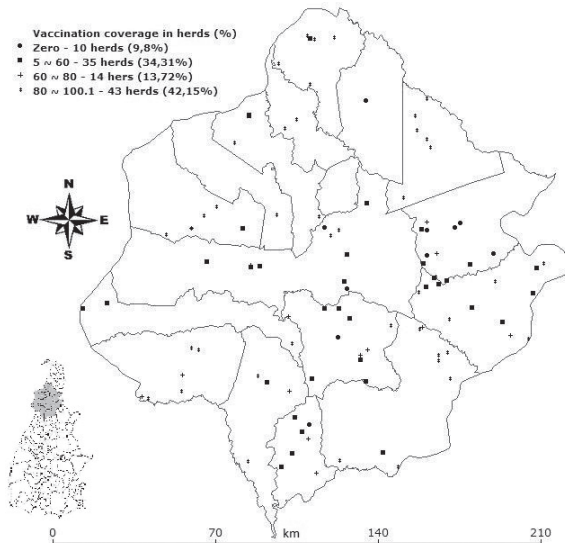 Vaccination coverage in herds (%)
Zero - 10 herds (9,8%)
5 ~ 60 - 35 herds (34,31%)
60 ~ 80 - 14 hers (13,72%)
80 ~ 100.1 - 43 herds (42,15%)
N
W E
S
0 70 km 140 210